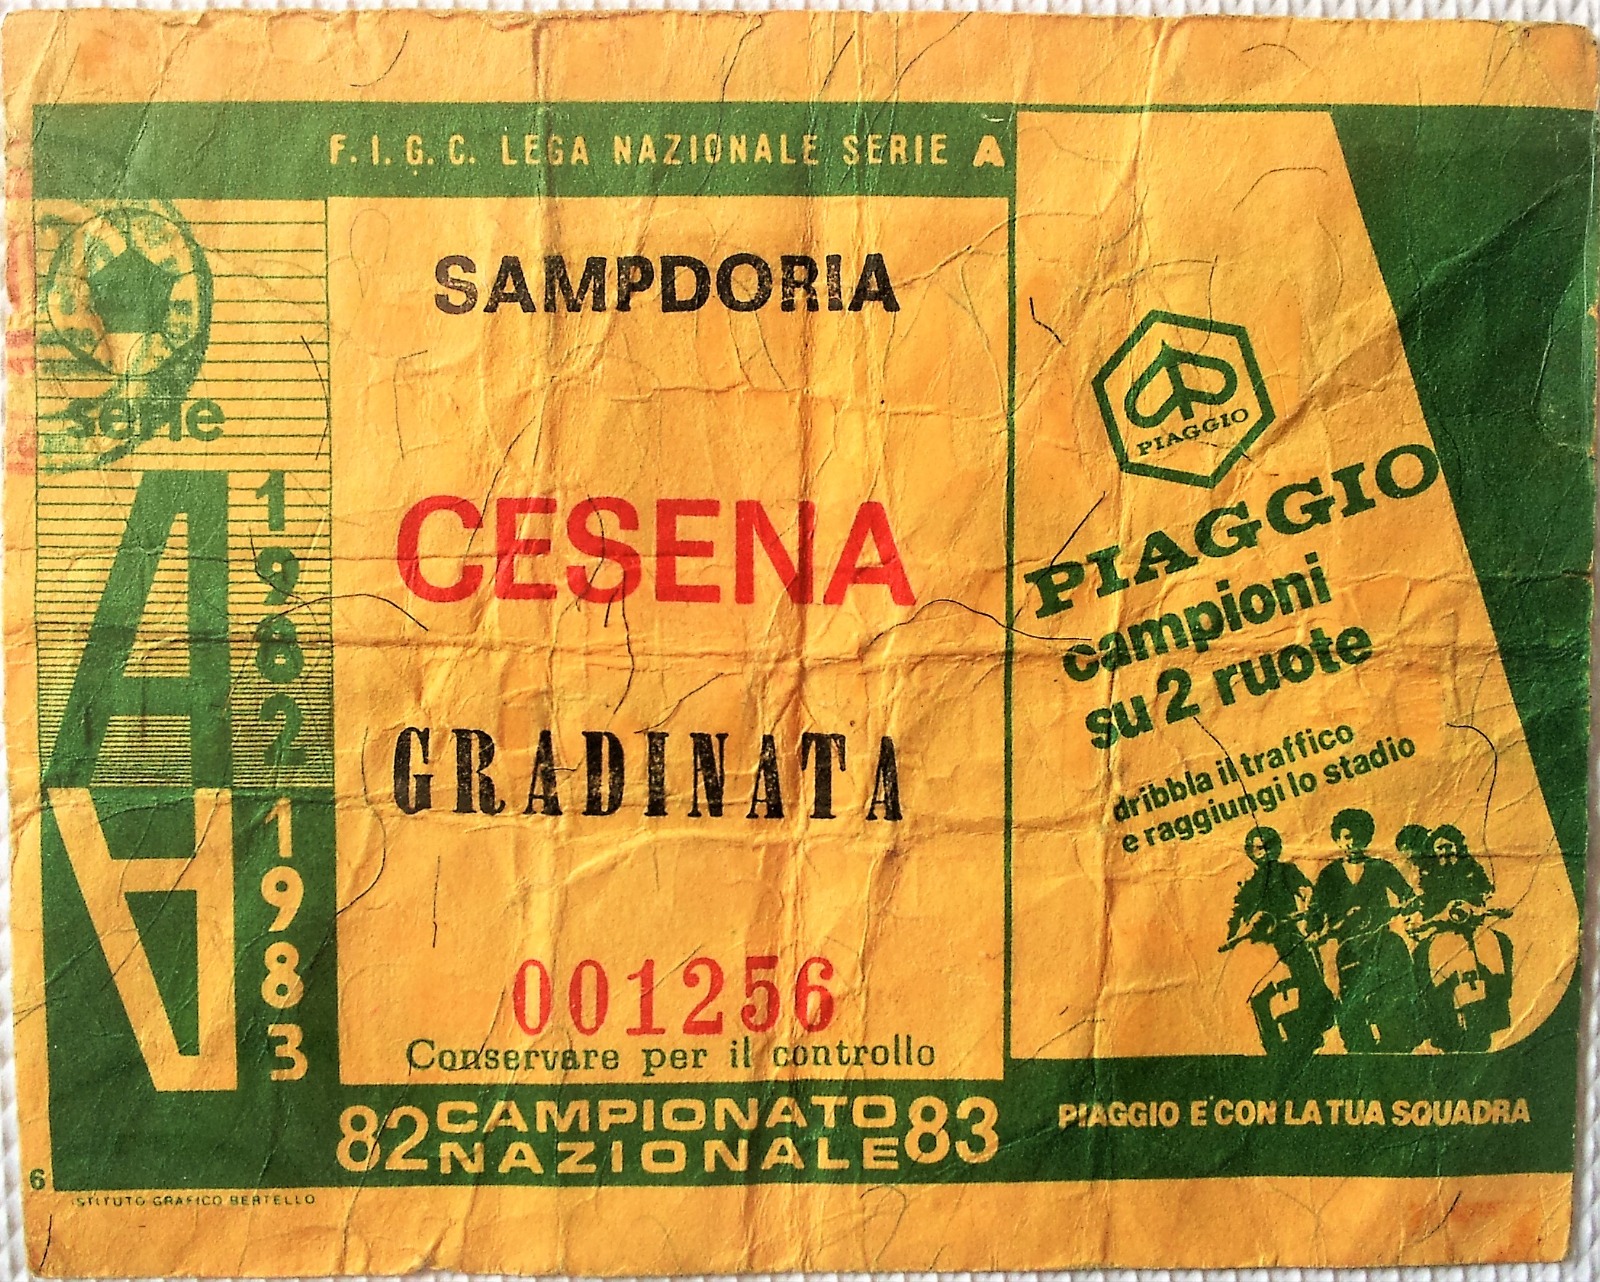 F. I. G. C. LEGA NAZIONALE SERIE A
serie
A
1982
A
1983
SAMPDORIA
CESENA
GRADINATA
001256
Conservare per il controllo
82 CAMPIONATO NAZIONALE 83
PIAGGIO
PIAGGIO
campioni
su 2 ruote
dribbla il traffico
e raggiungi lo stadio
PIAGGIO E' CON LA TUA SQUADRA
6
ISTITUTO GRAFICO BERTELLO